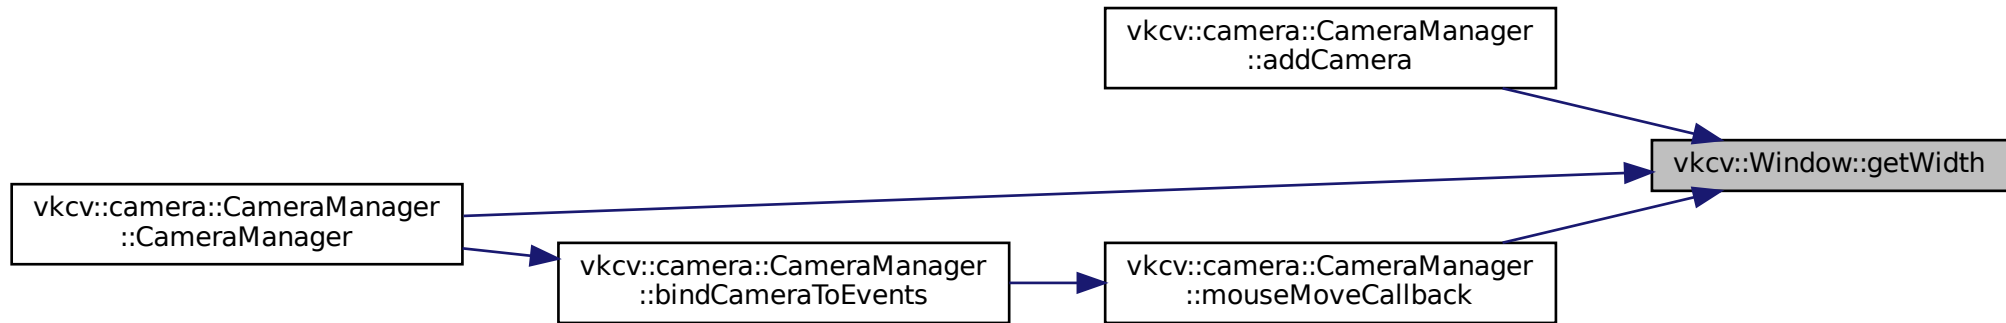 vkcv::camera::CameraManager
::addCamera
vkcv::Window::getWidth
vkcv::camera::CameraManager
::CameraManager
vkcv::camera::CameraManager
::bindCameraToEvents
vkcv::camera::CameraManager
::mouseMoveCallback